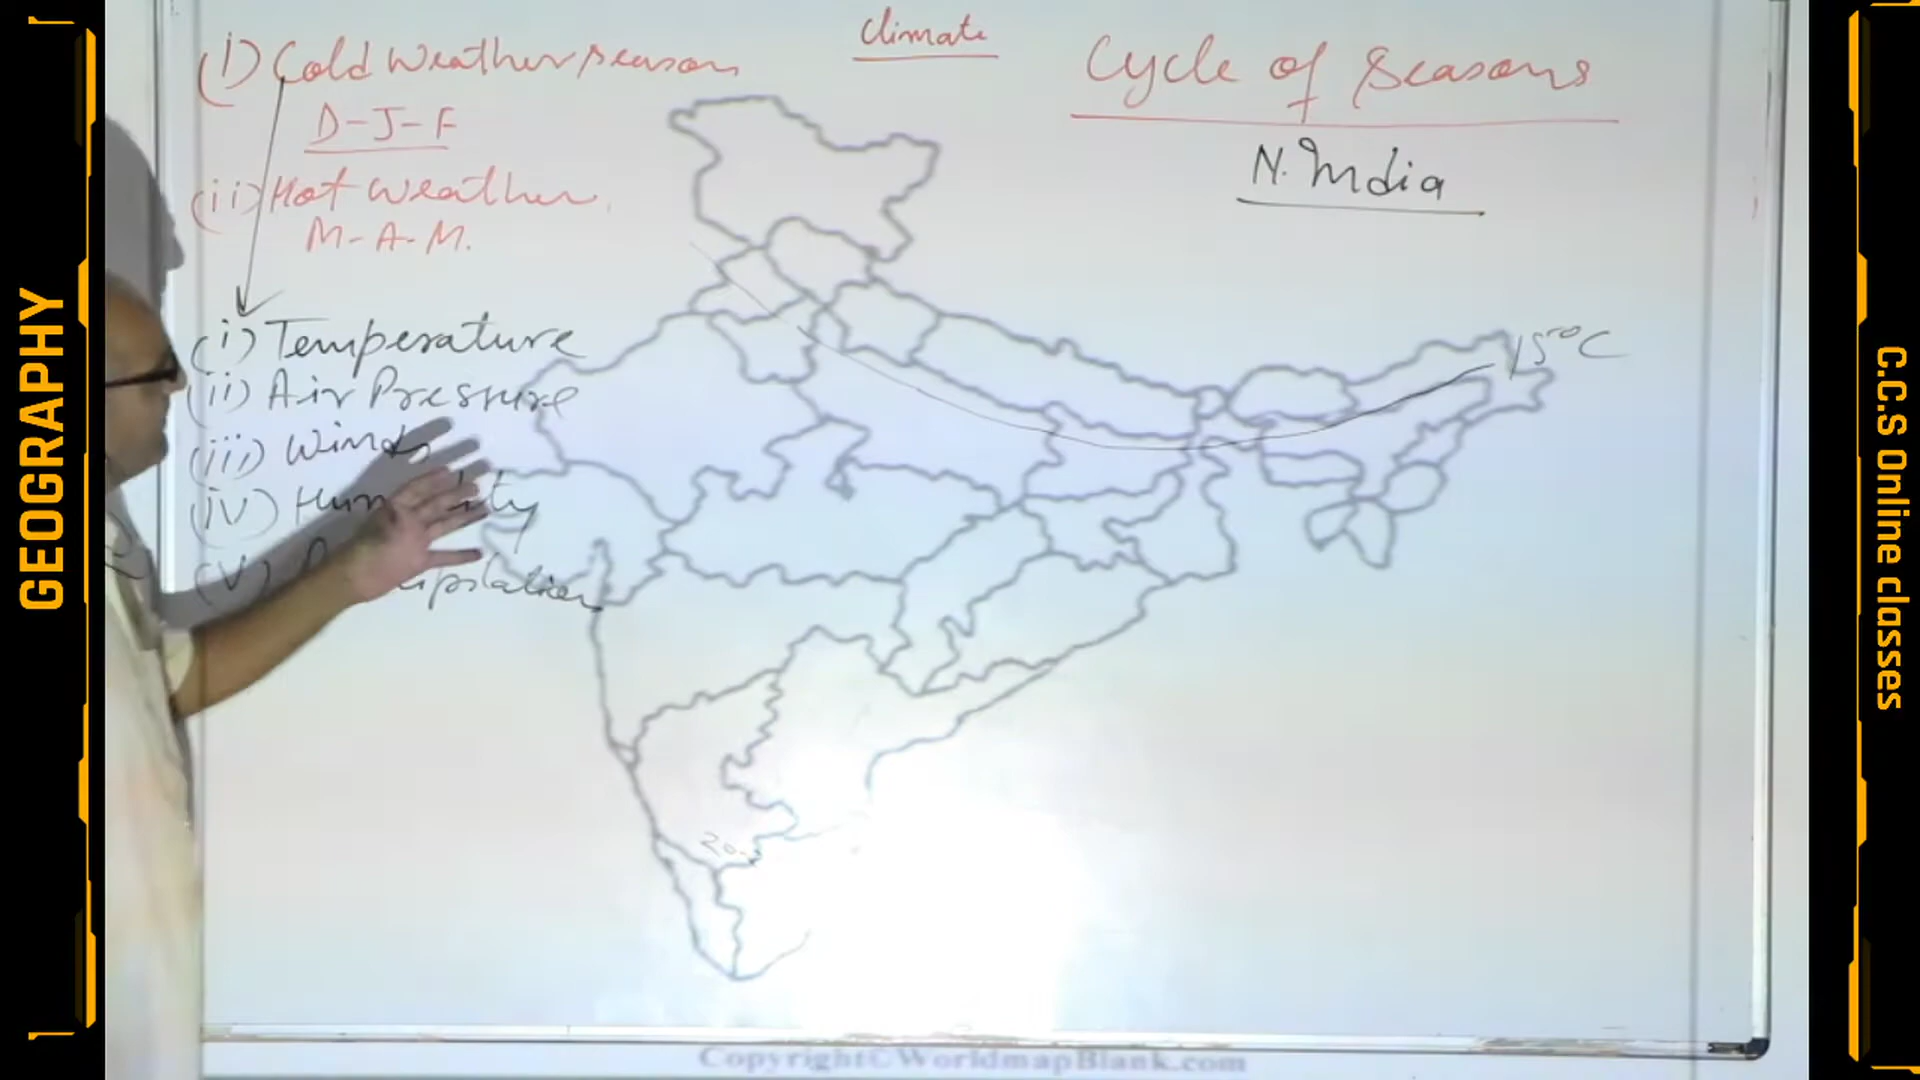 Climate
Cycle of Seasons
N. India
(i) Cold Weather season
D-J-F
(ii) Hot Weather
M-A-M.
(i) Temperature
(ii) Air Pressure
(iii) Winds
(iv)
(v)
15°C
GEOGRAPHY
C.C.S Online classes
Copyright©WorldmapBlank.com